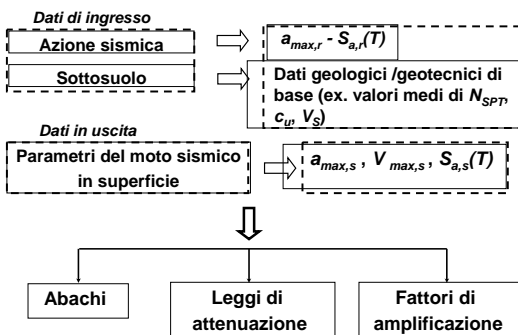 Dati di ingresso
Azione sismica
a_max,r - S_a,r(T)
Sottosuolo
Dati geologici /geotecnici di
base (ex. valori medi di N_SPT,
c_u, V_S)
Dati in uscita
Parametri del moto sismico
in superficie
a_max,s , V_max,s , S_a,s(T)
Abachi
Leggi di
attenuazione
Fattori di
amplificazione